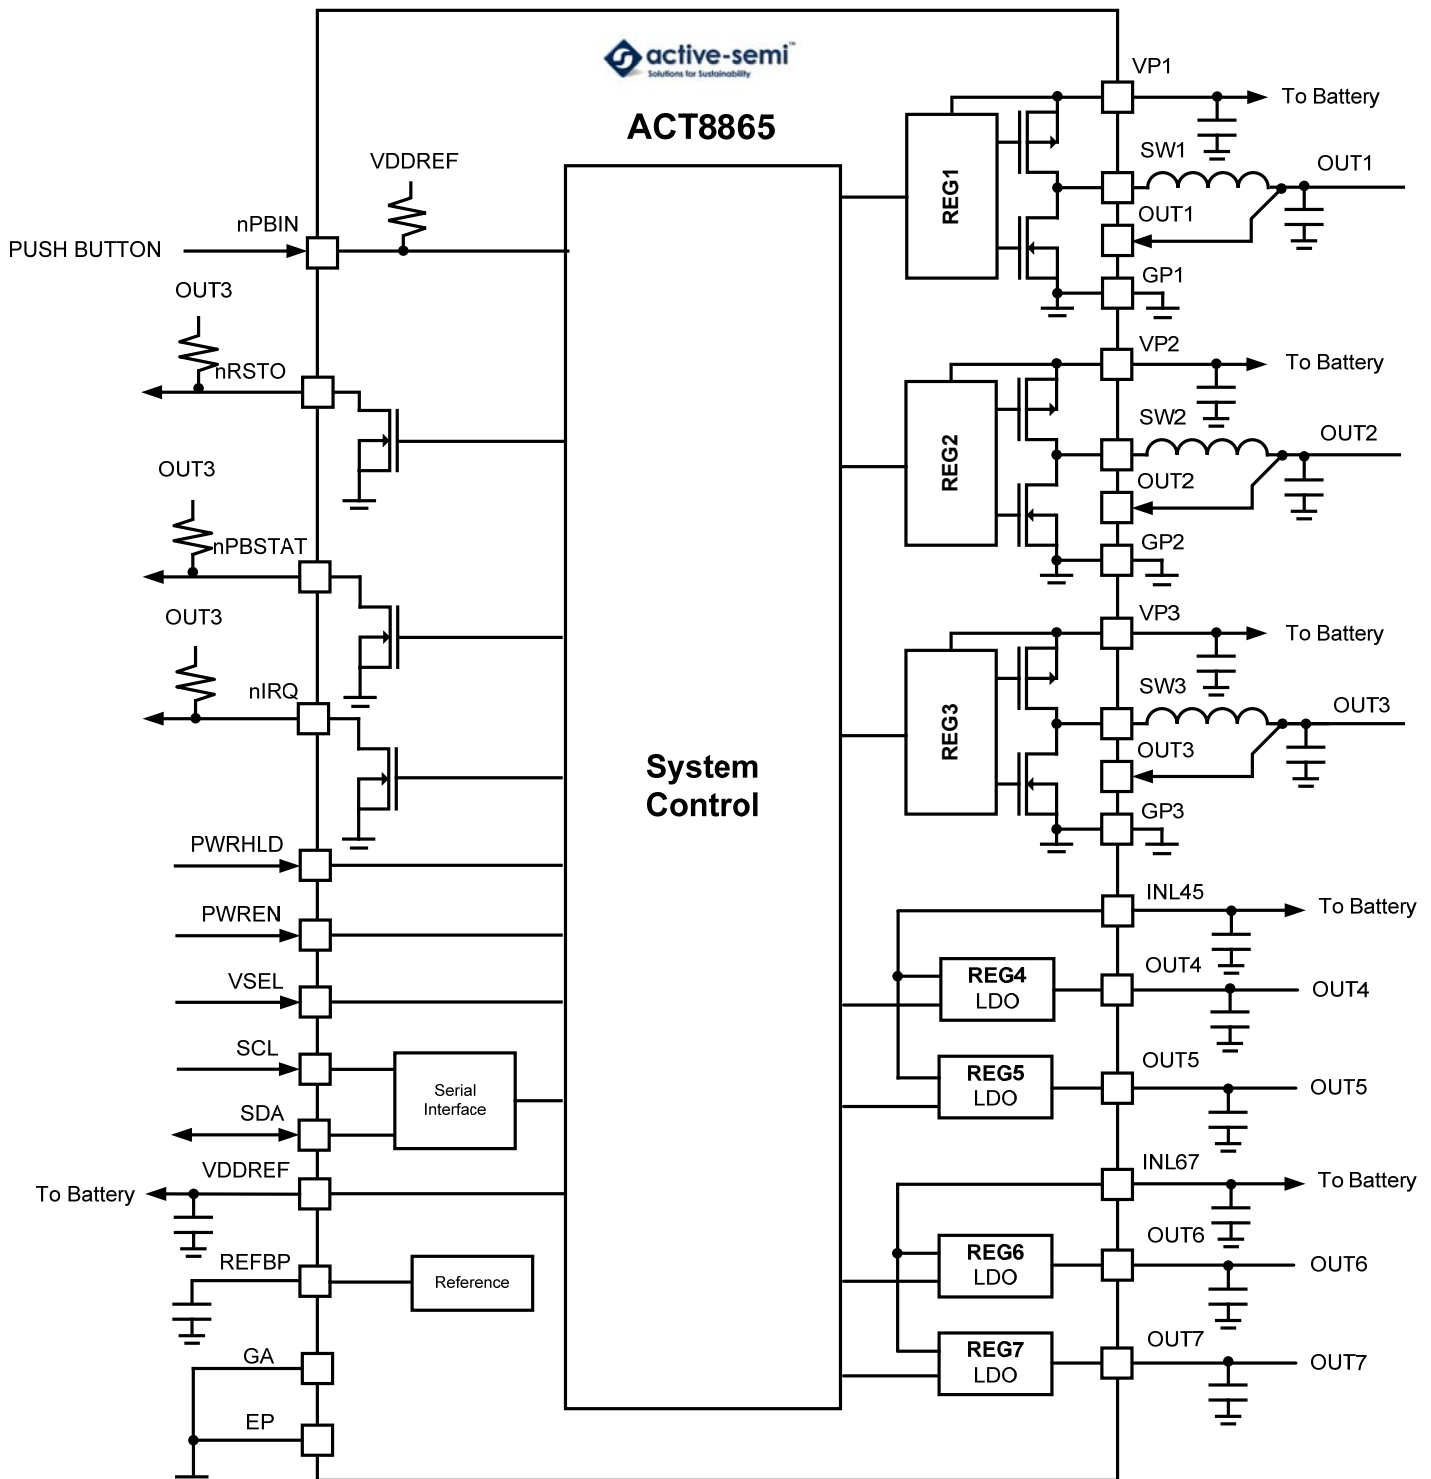 active-semi™
Solutions for Sustainability
ACT8865
VDDREF
nPBIN
PUSH BUTTON
OUT3
nRSTO
OUT3
nPBSTAT
OUT3
nIRQ
PWRHLD
PWREN
VSEL
SCL
SDA
Serial
Interface
VDDREF
To Battery
REFBP
Reference
GA
EP
System
Control
VP1
To Battery
REG1
SW1
OUT1
OUT1
GP1
VP2
To Battery
REG2
SW2
OUT2
OUT2
GP2
VP3
To Battery
REG3
SW3
OUT3
OUT3
GP3
INL45
To Battery
REG4
LDO
OUT4
OUT4
REG5
LDO
OUT5
OUT5
INL67
To Battery
REG6
LDO
OUT6
OUT6
REG7
LDO
OUT7
OUT7